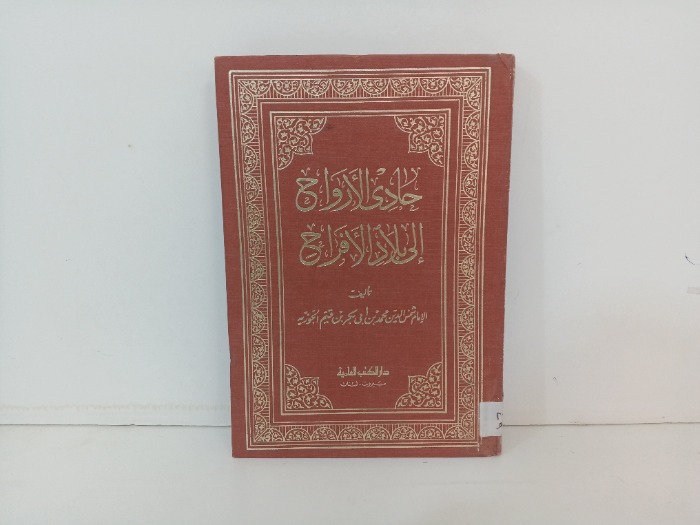 حادي الأرواح
إلى بلاد الأفراح
تأليف
الإمام شمس الدين محمد بن أبي بكر بن قيم الجوزية
دار الكتب العلمية
بيروت - لبنان